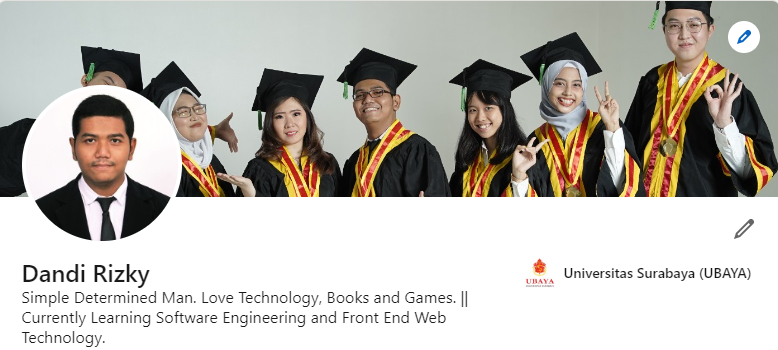 Dandi Rizky
Simple Determined Man. Love Technology, Books and Games. ||
Currently Learning Software Engineering and Front End Web
Technology.
UBAYA
Universitas Surabaya (UBAYA)